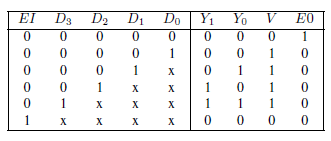 EI D₃ D₂ D₁ D₀ Y₁ Y₀ V E0
0 0 0 0 0 0 0 0 1
0 0 0 0 1 0 0 1 0
0 0 0 1 x 0 1 1 0
0 0 1 x x 1 0 1 0
0 1 x x x 1 1 1 0
1 x x x x 0 0 0 0